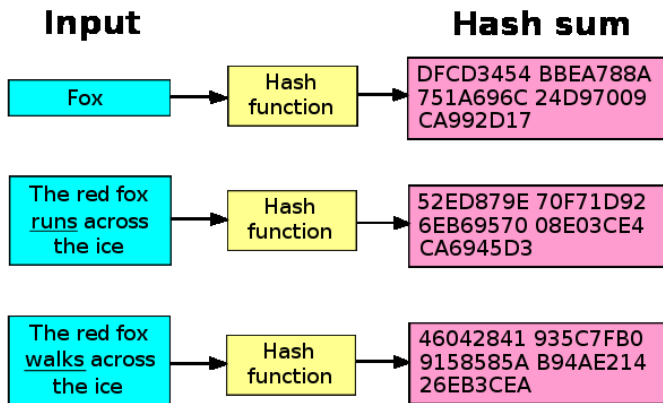 Input
Hash sum
Fox
Hash
function
DFCD3454 BBEA788A
751A696C 24D97009
CA992D17
The red fox
runs across
the ice
Hash
function
52ED879E 70F71D92
6EB69570 08E03CE4
CA6945D3
The red fox
walks across
the ice
Hash
function
46042841 935C7FB0
9158585A B94AE214
26EB3CEA